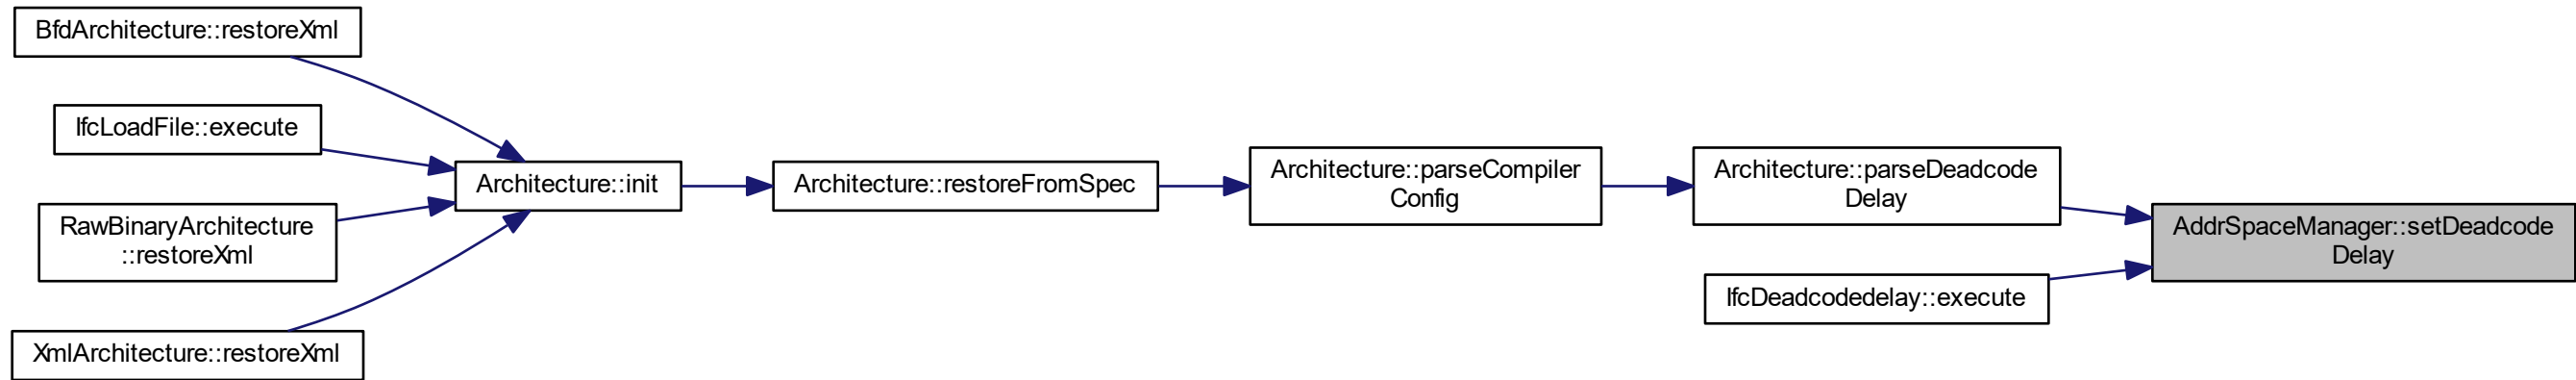 BfdArchitecture::restoreXml
IfcLoadFile::execute
RawBinaryArchitecture
::restoreXml
XmlArchitecture::restoreXml
Architecture::init
Architecture::restoreFromSpec
Architecture::parseCompiler
Config
Architecture::parseDeadcode
Delay
IfcDeadcodedelay::execute
AddrSpaceManager::setDeadcode
Delay